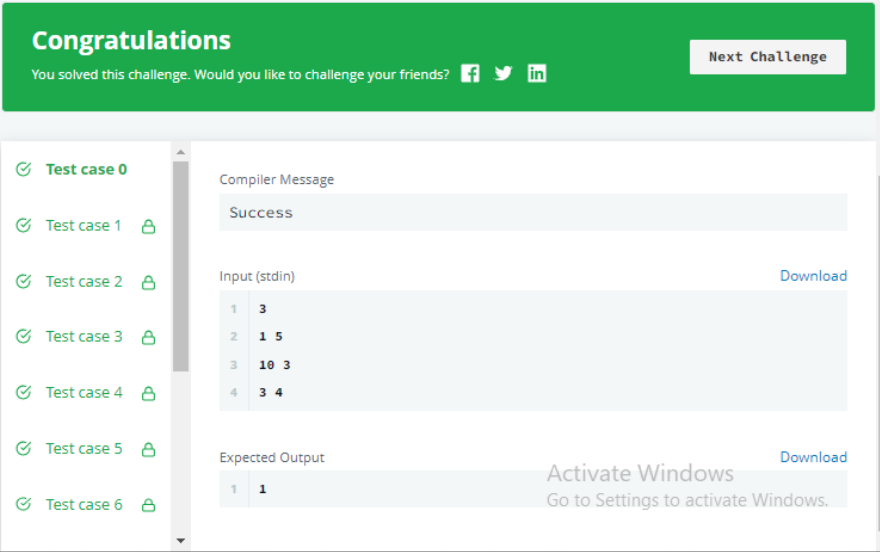 Congratulations
You solved this challenge. Would you like to challenge your friends?
Next Challenge
Test case 0
Test case 1
Test case 2
Test case 3
Test case 4
Test case 5
Test case 6
Compiler Message
Success
Input (stdin)
Download
1 3
2 1 5
3 10 3
4 3 4
Expected Output
Download
1 1
Activate Windows
Go to Settings to activate Windows.